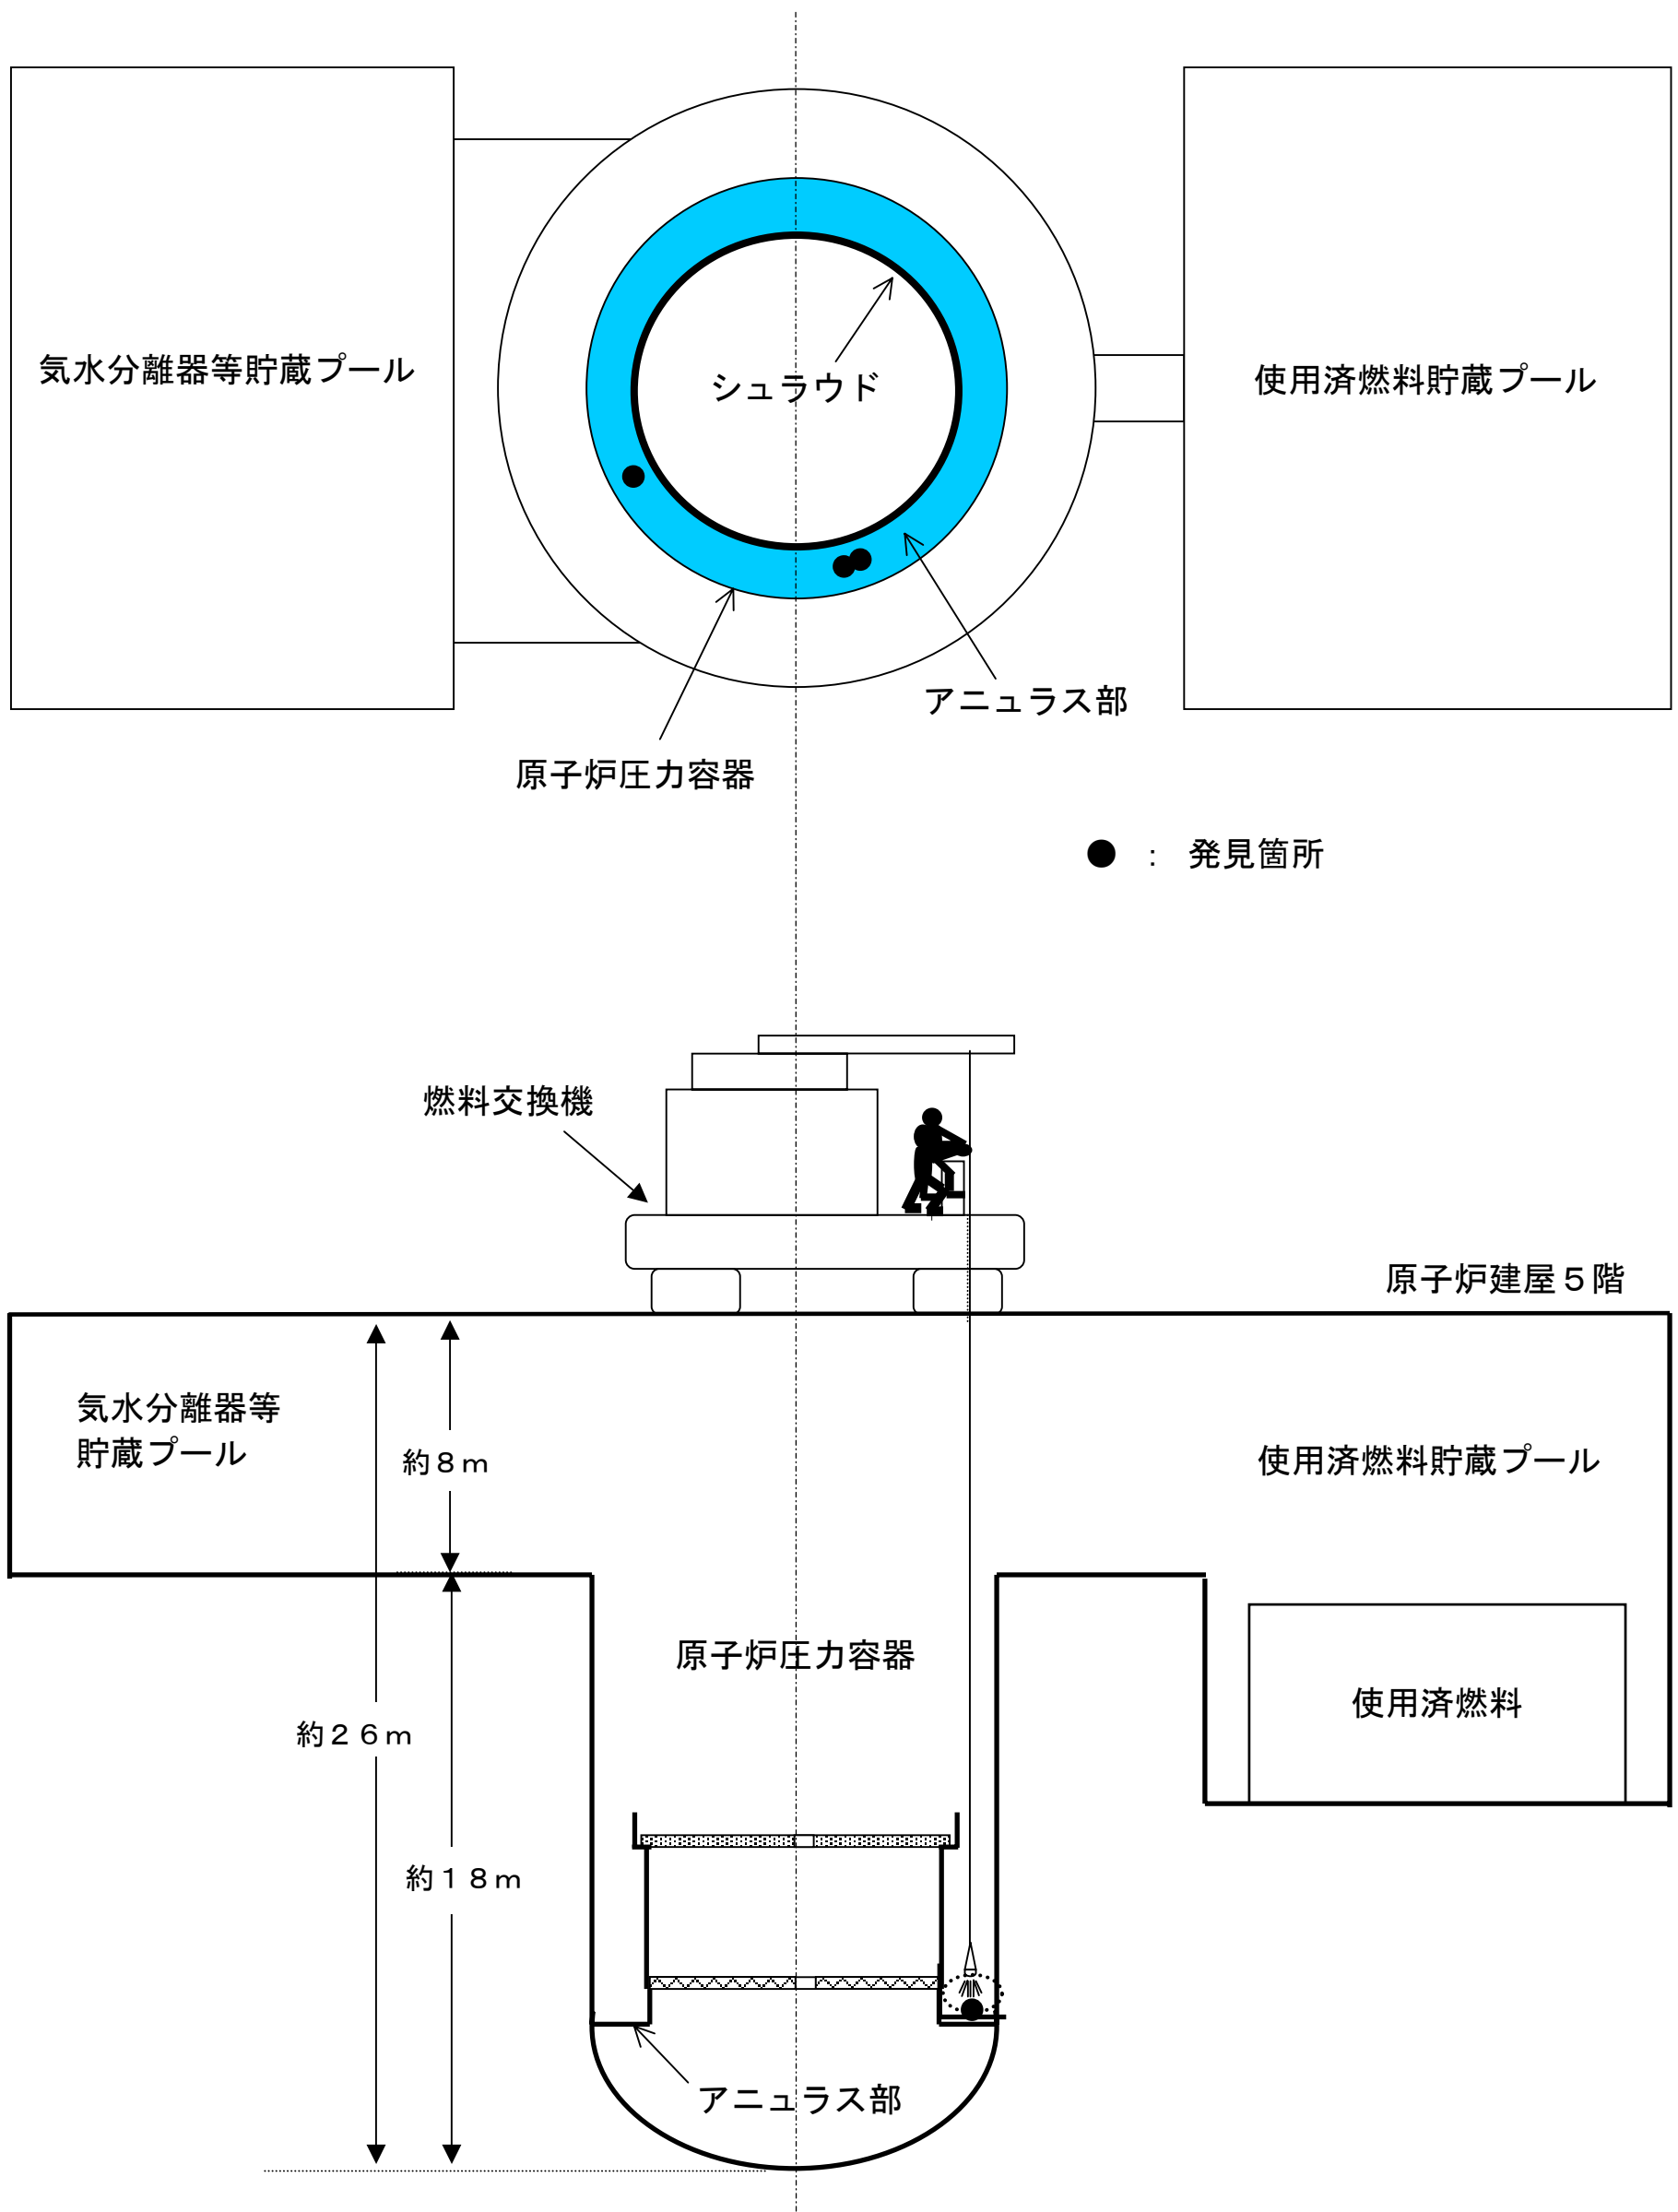 気水分離器等貯蔵プール
シュラウド
使用済燃料貯蔵プール
アニュラス部
原子炉圧力容器
● ： 発見箇所
燃料交換機
原子炉建屋５階
気水分離器等
貯蔵プール
約８ｍ
使用済燃料貯蔵プール
原子炉圧力容器
使用済燃料
約２６ｍ
約１８ｍ
アニュラス部